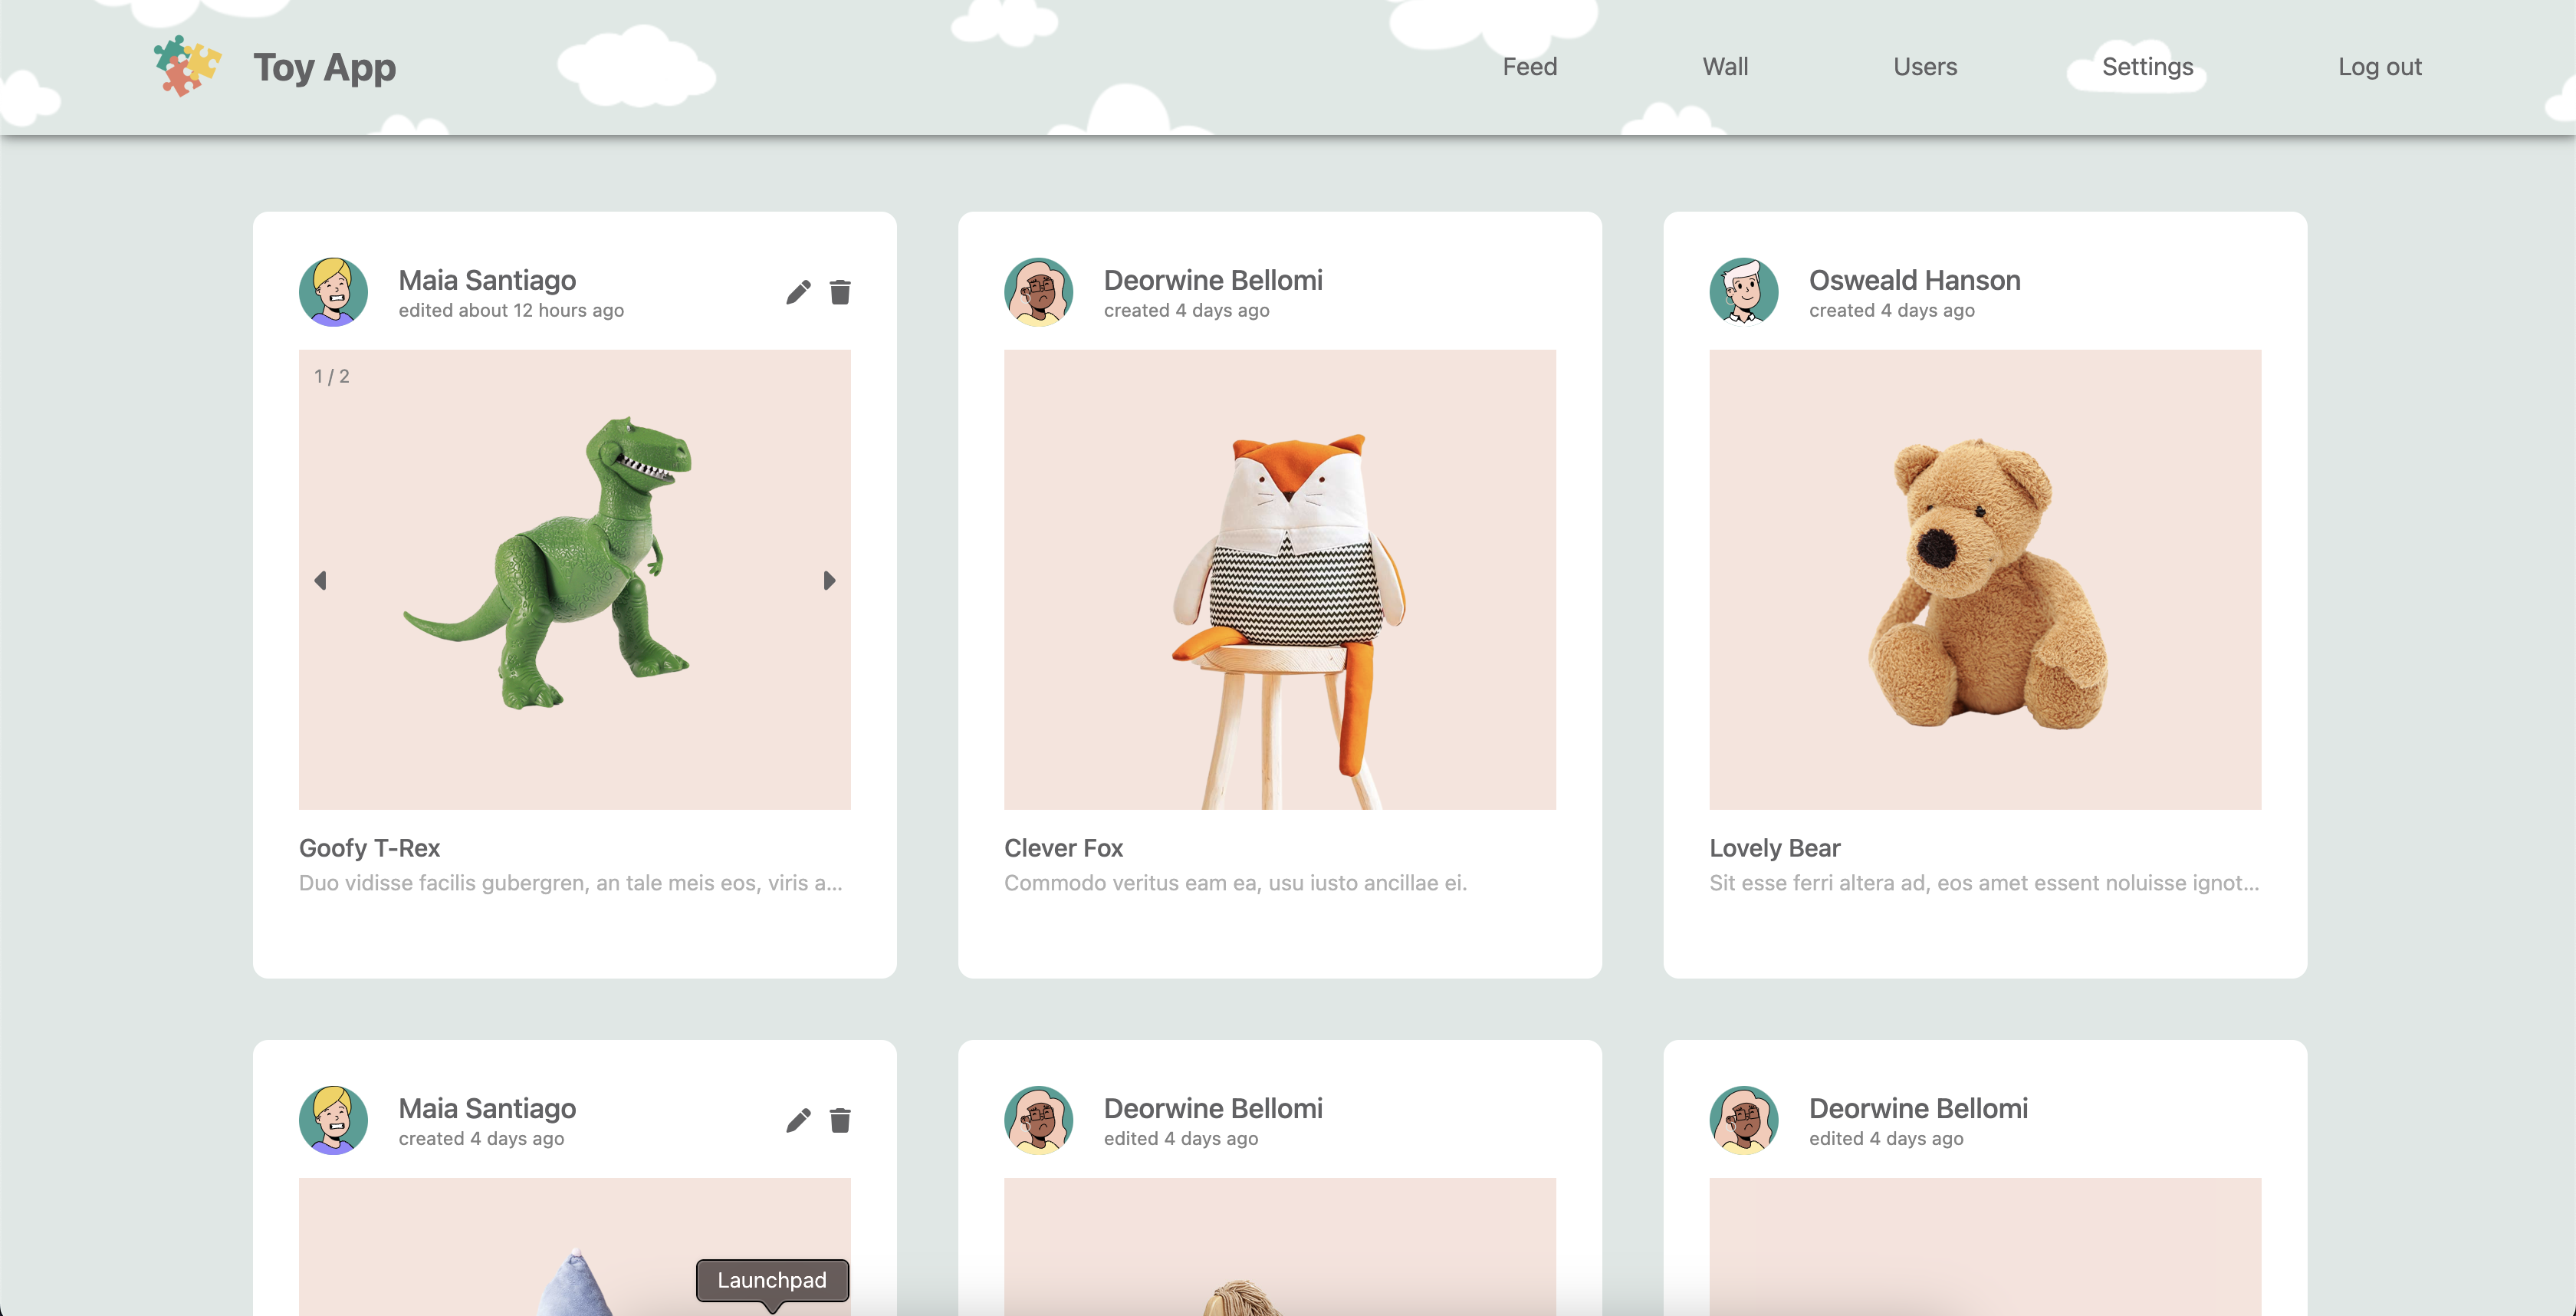 Toy App
Feed
Wall
Users
Settings
Log out
Maia Santiago
edited about 12 hours ago
Deorwine Bellomi
created 4 days ago
Osweald Hanson
created 4 days ago
1 / 2
Goofy T-Rex
Duo vidisse facilis gubergren, an tale meis eos, viris a...
Clever Fox
Commodo veritus eam ea, usu iusto ancillae ei.
Lovely Bear
Sit esse ferri altera ad, eos amet essent noluisse ignot...
Maia Santiago
created 4 days ago
Deorwine Bellomi
edited 4 days ago
Deorwine Bellomi
edited 4 days ago
Launchpad